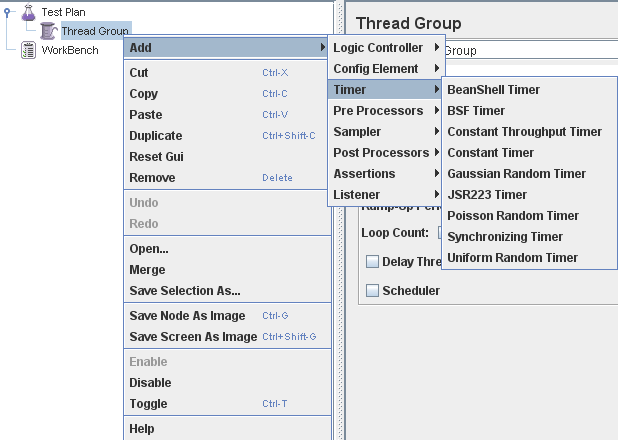 Test Plan
Thread Group
WorkBench
Thread Group
Group
Add
Cut Ctrl-X
Copy Ctrl-C
Paste Ctrl-V
Duplicate Ctrl+Shift-C
Reset Gui
Remove Delete
Undo
Redo
Open...
Merge
Save Selection As...
Save Node As Image Ctrl-G
Save Screen As Image Ctrl+Shift-G
Enable
Disable
Toggle Ctrl-T
Help
Logic Controller
Config Element
Timer
Pre Processors
Sampler
Post Processors
Assertions
Listener
BeanShell Timer
BSF Timer
Constant Throughput Timer
Constant Timer
Gaussian Random Timer
JSR223 Timer
Poisson Random Timer
Synchronizing Timer
Uniform Random Timer
Loop Count:
Delay Thre
Scheduler